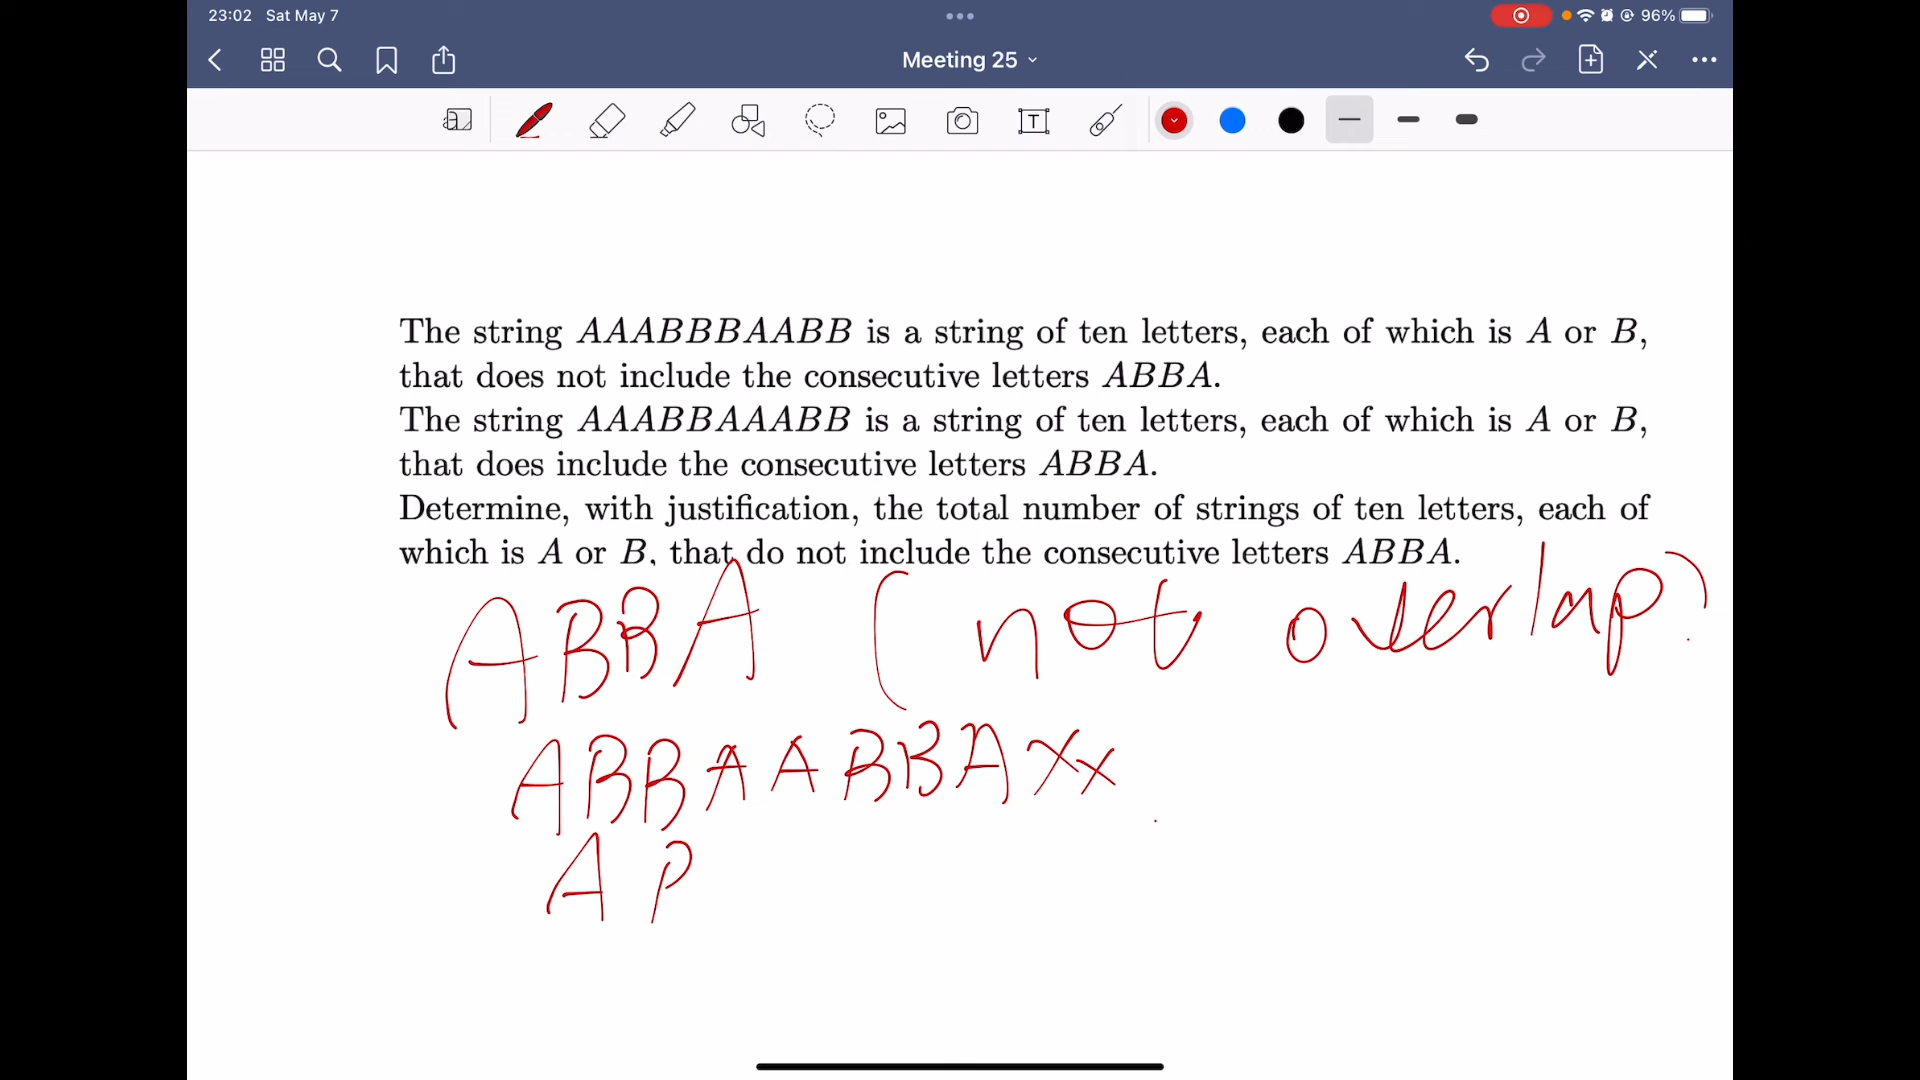 23:02 Sat May 7
96%
Meeting 25
The string AAABBBAABB is a string of ten letters, each of which is A or B,
that does not include the consecutive letters ABBA.
The string AAABBAAABB is a string of ten letters, each of which is A or B,
that does include the consecutive letters ABBA.
Determine, with justification, the total number of strings of ten letters, each of
which is A or B, that do not include the consecutive letters ABBA.
ABBA (not overlap)
ABBAABBAXx
A